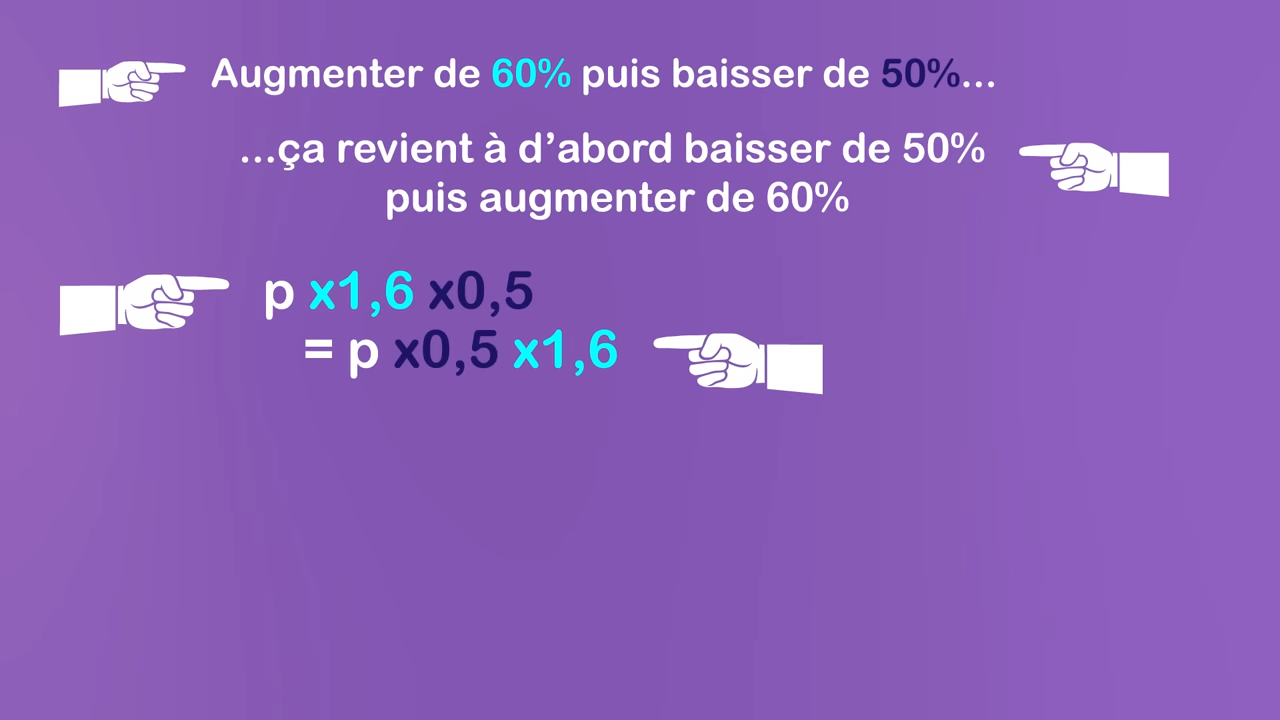 Augmenter de 60% puis baisser de 50%...
...ça revient à d’abord baisser de 50%
puis augmenter de 60%
p x1,6 x0,5
= p x0,5 x1,6